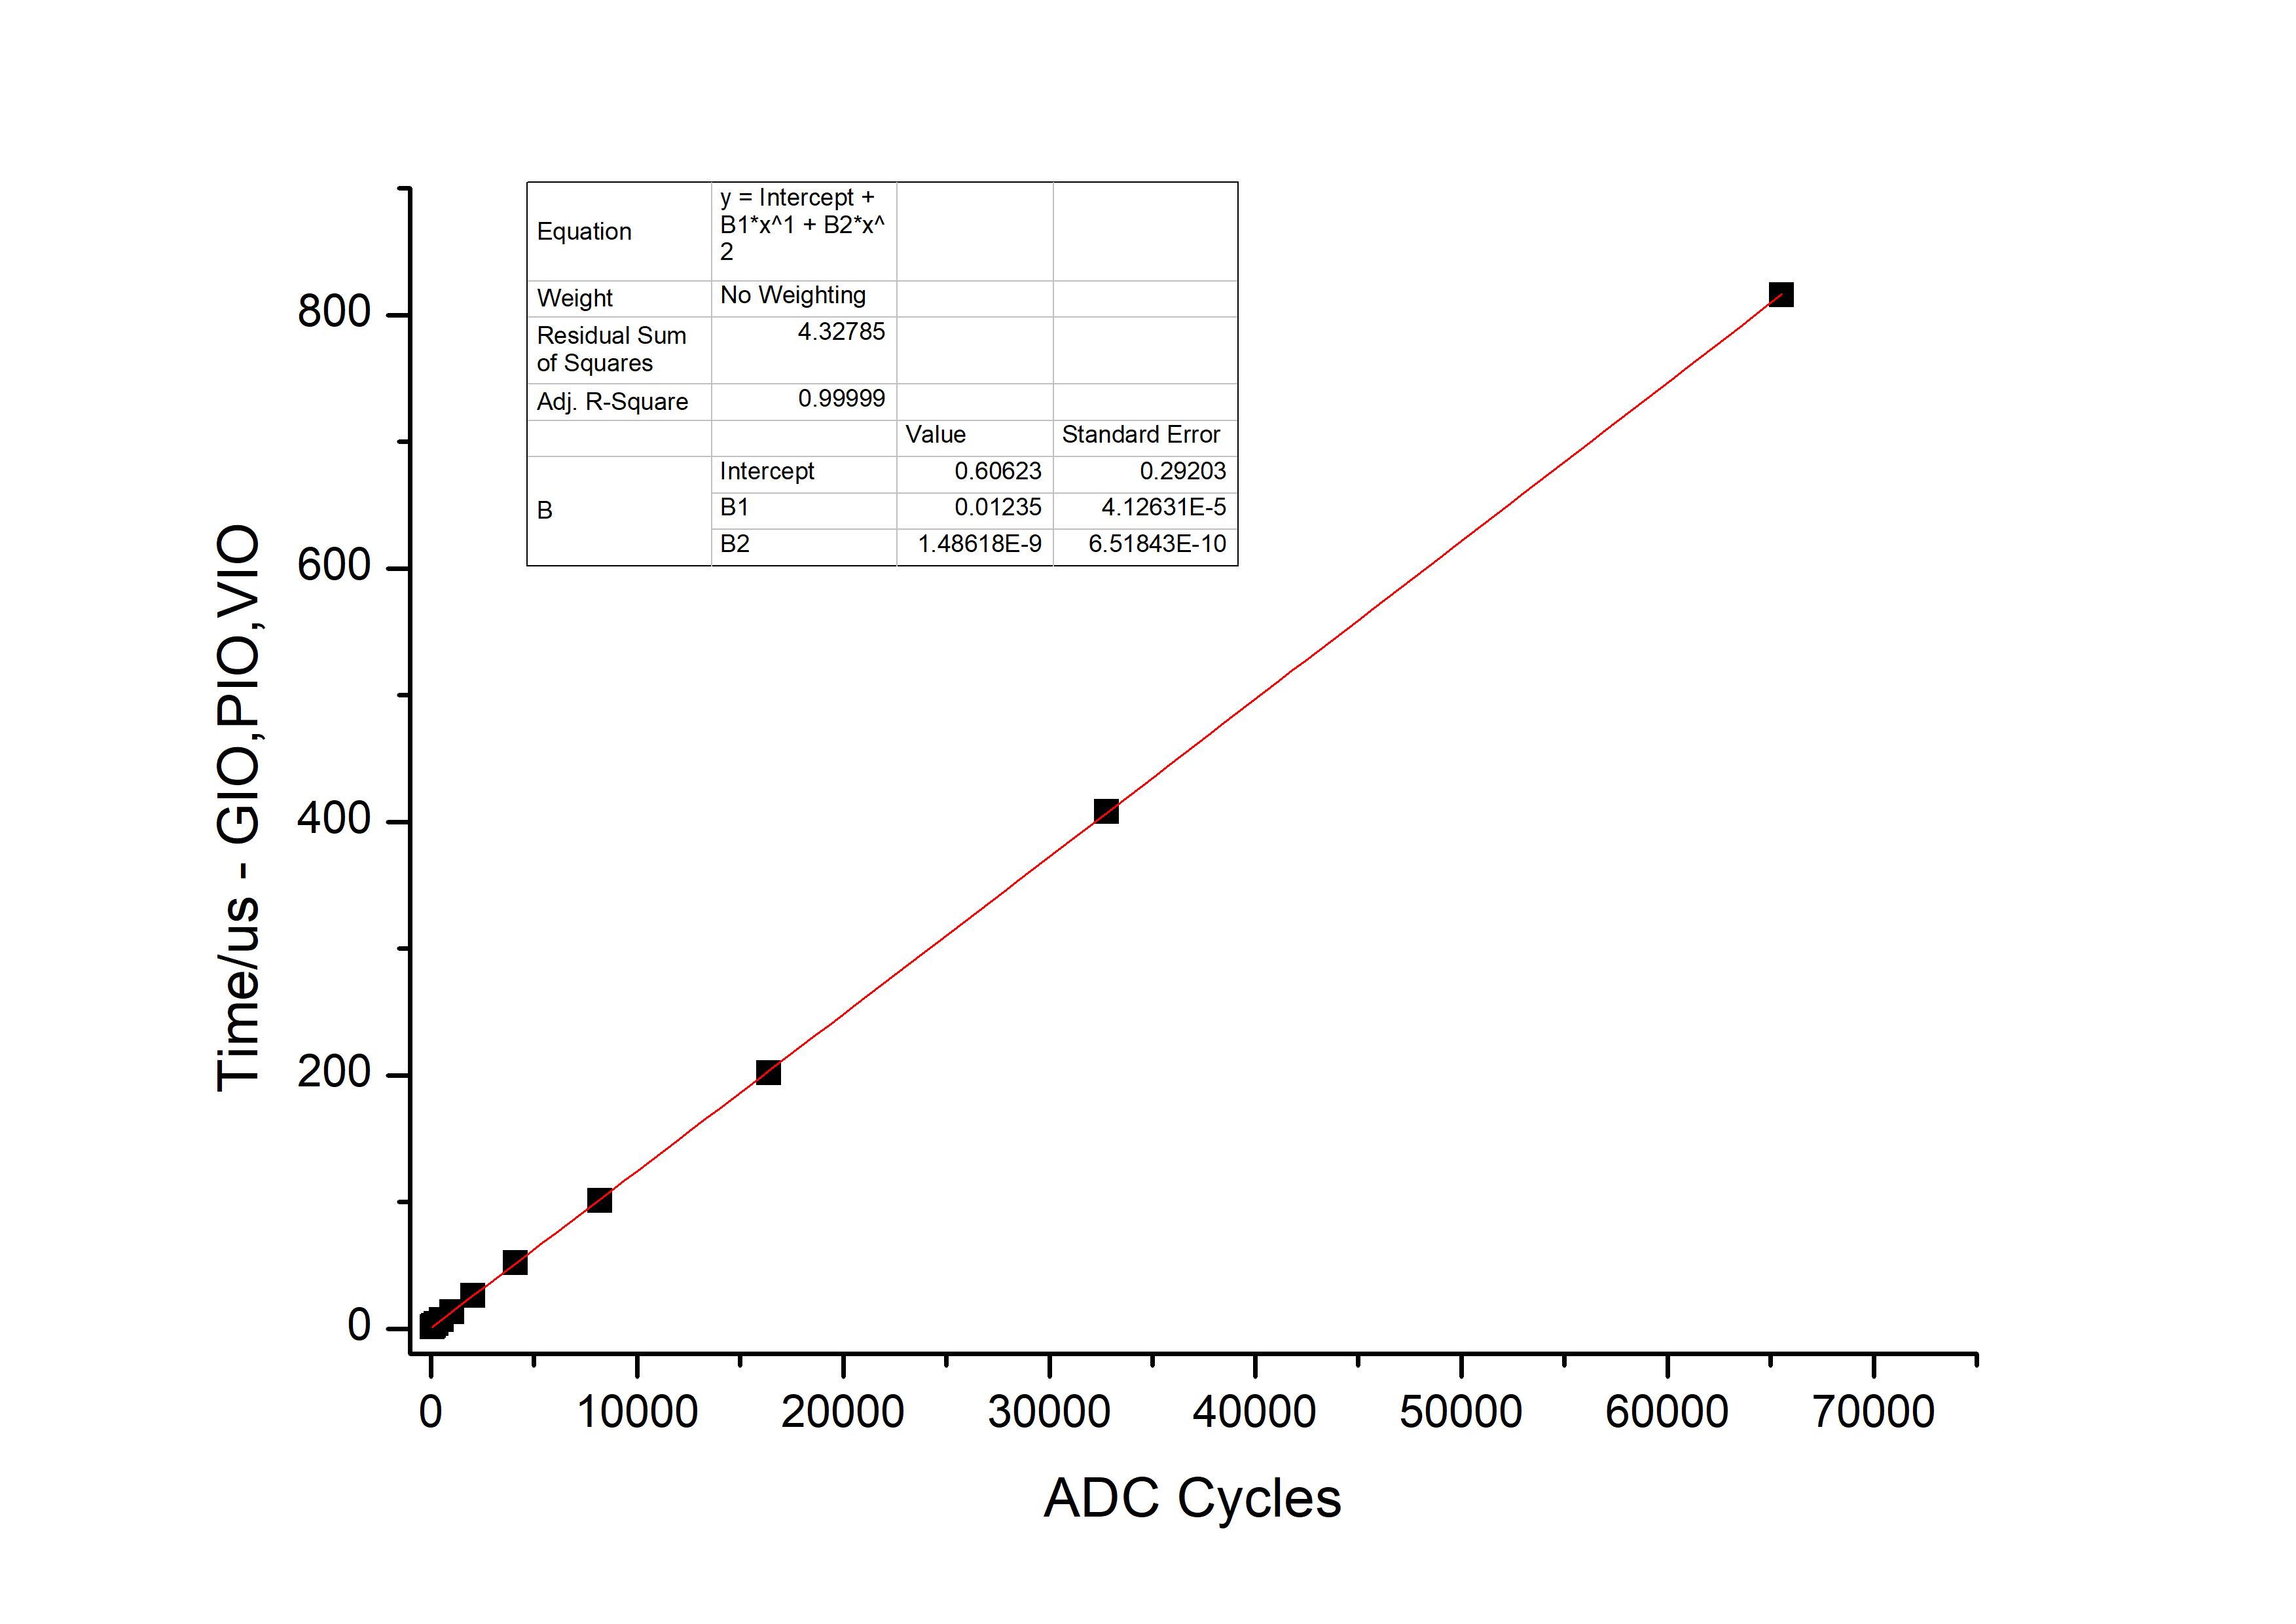 Equation
y = Intercept +
B1*x^1 + B2*x^
2
Weight
No Weighting
Residual Sum
of Squares
4.32785
Adj. R-Square
0.99999
Value
Standard Error
B
Intercept
0.60623
0.29203
B1
0.01235
4.12631E-5
B2
1.48618E-9
6.51843E-10
Time/us - GIO,PIO,VIO
800
600
400
200
0
0
10000
20000
30000
40000
50000
60000
70000
ADC Cycles